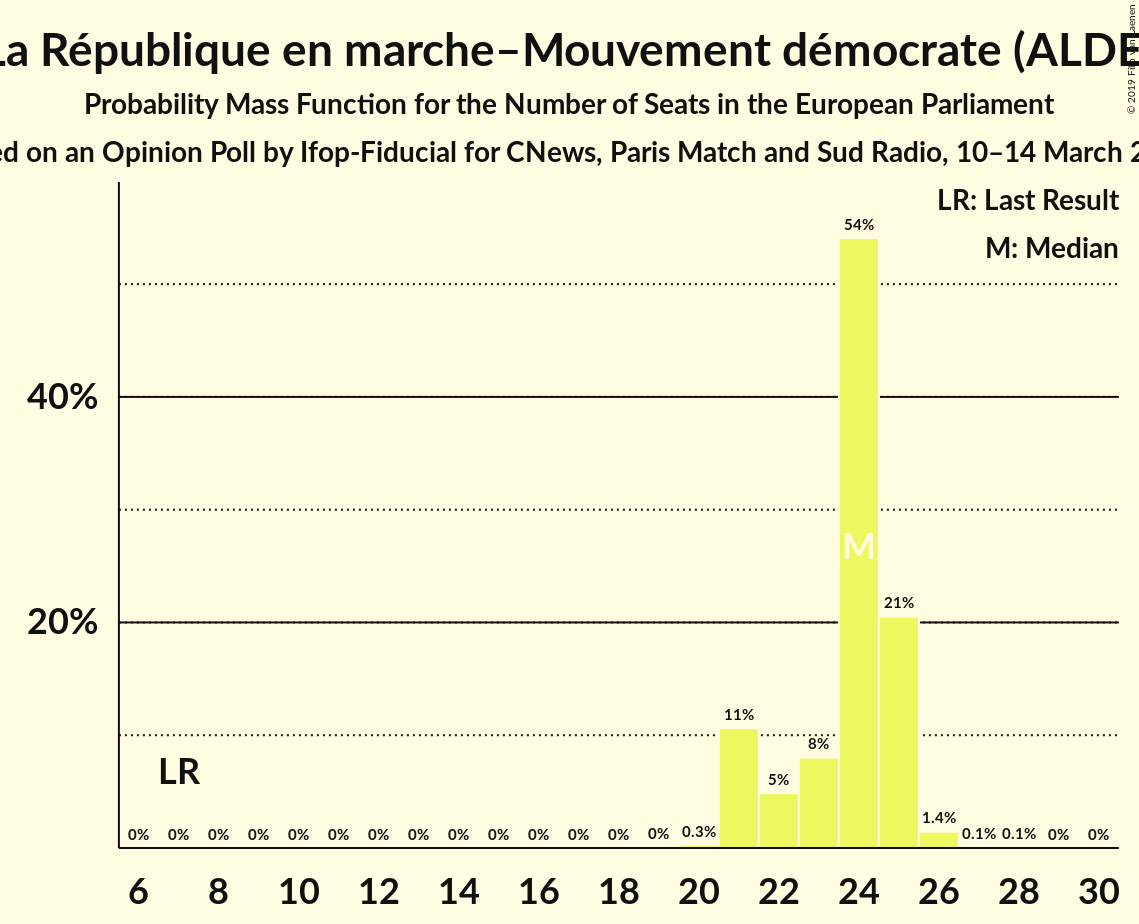 La République en marche–Mouvement démocrate (ALDE
Probability Mass Function for the Number of Seats in the European Parliament
ed on an Opinion Poll by Ifop-Fiducial for CNews, Paris Match and Sud Radio, 10–14 March 2
© 2019
LR: Last Result
M: Median
54%
40%
M
21%
20%
11%
8%
LR
5%
1.4%
0% 0% 0% 0% 0% 0% 0% 0% 0% 0% 0% 0% 0% 0% 0.3% 0.1% 0.1% 0% 0%
6 8 10 12 14 16 18 20 22 24 26 28 30